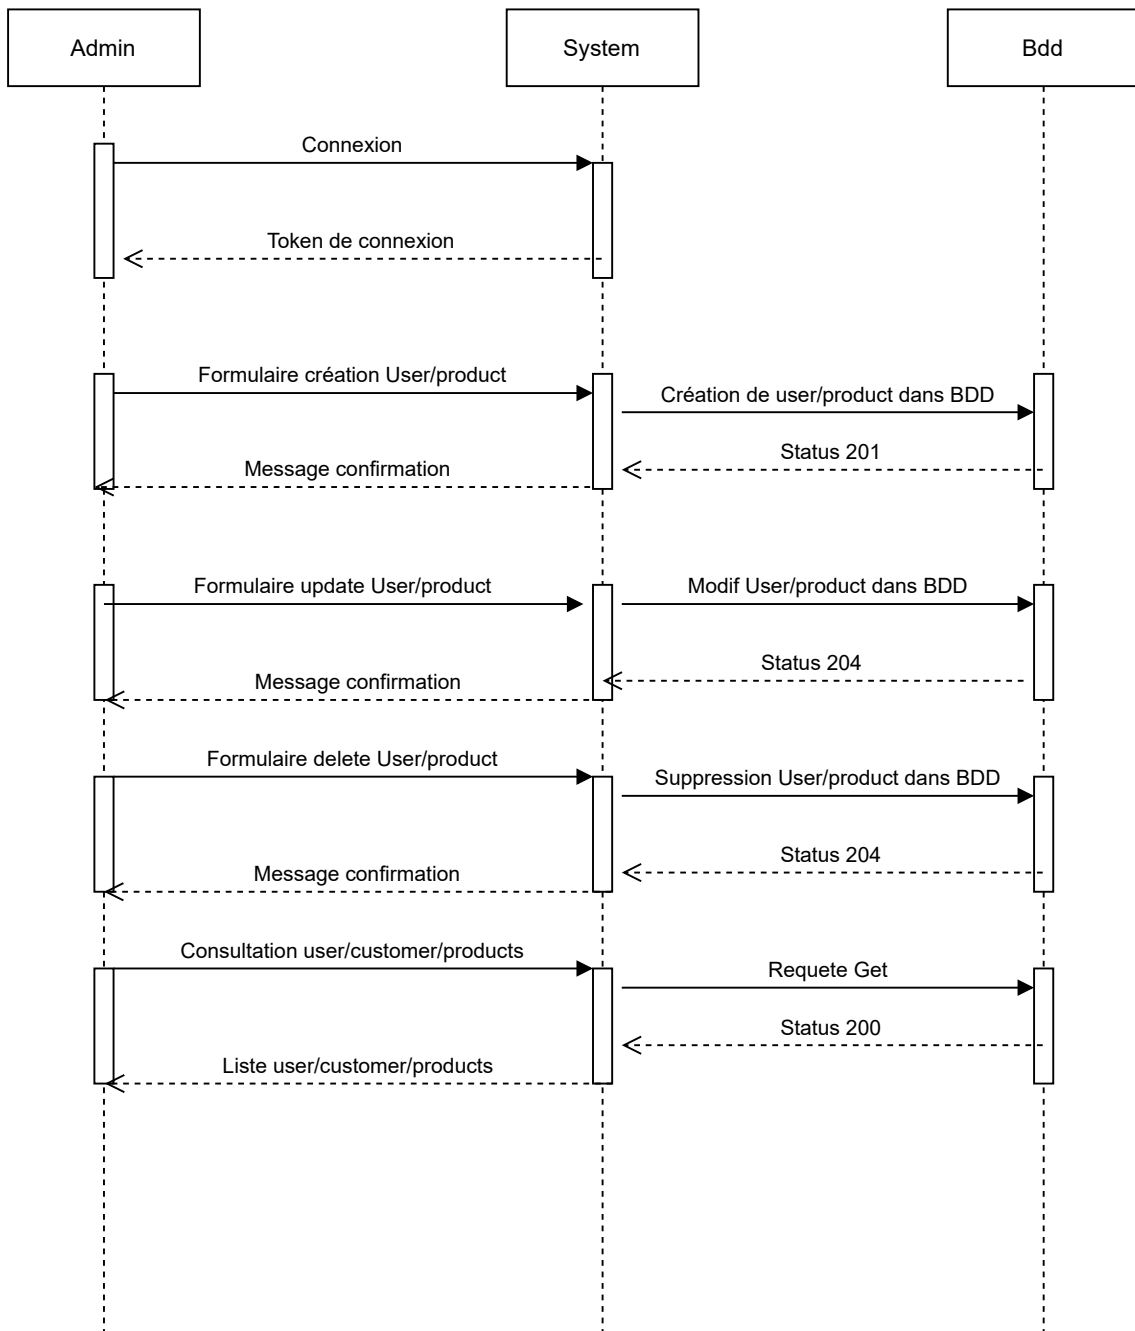 Admin
System
Bdd
Connexion
Token de connexion
Formulaire création User/product
Création de user/product dans BDD
Status 201
Message confirmation
Formulaire update User/product
Modif User/product dans BDD
Status 204
Message confirmation
Formulaire delete User/product
Suppression User/product dans BDD
Status 204
Message confirmation
Consultation user/customer/products
Requete Get
Status 200
Liste user/customer/products